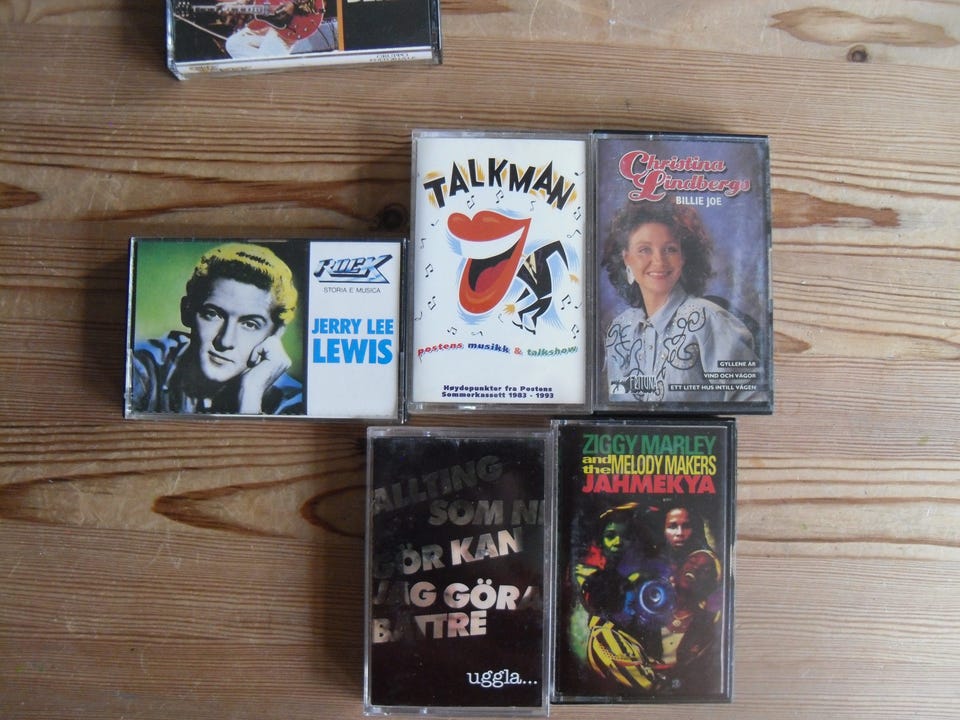 ROCK
STORIA E MUSICA
JERRY LEE
LEWIS
TALKMAN
postens musikk & talkshow
Høydepunkter fra Postens
Sommerkassett 1983 - 1993
Christina
Lindbergs
BILLIE JOE
GYLLENE ÅR
VIND OCH VÅGOR
ETT LITET HUS INTILL VÄGEN
ALLTING
SOM NI
GÖR KAN
JAG GÖRA
BÄTTRE
uggla...
ZIGGY MARLEY
and the MELODY MAKERS
JAHMEKYA